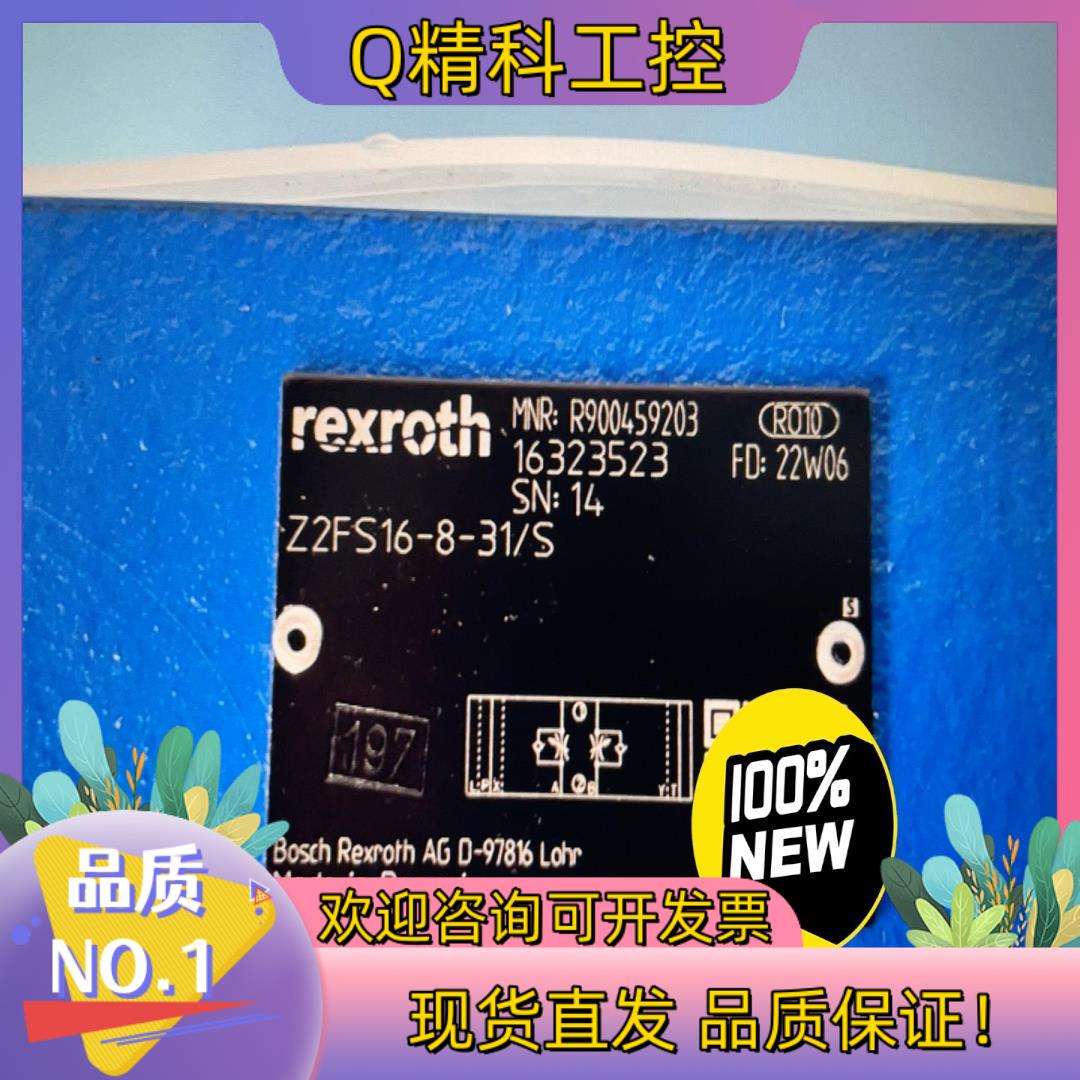 Q精科工控
rexroth
MNR: R900459203
RO10
16323523
FD: 22W06
SN: 14
Z2FS16-8-31/S
S
197
L P X A B Y T
Bosch Rexroth AG D-97816 Lohr
100%
NEW
品质
NO.1
欢迎咨询可开发票
现货直发 品质保证!